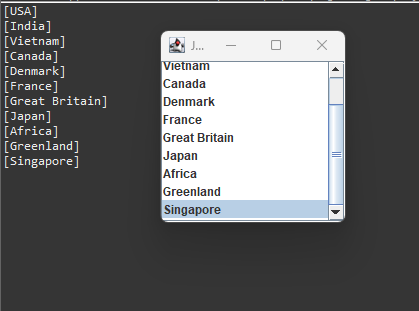 [USA]
[India]
[Vietnam]
[Canada]
[Denmark]
[France]
[Great Britain]
[Japan]
[Africa]
[Greenland]
[Singapore]
J...
Vietnam
Canada
Denmark
France
Great Britain
Japan
Africa
Greenland
Singapore